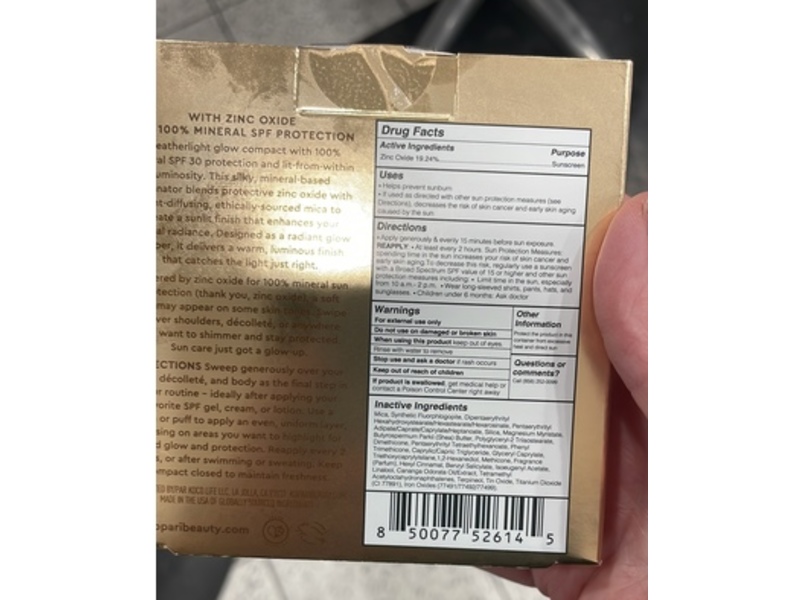 WITH ZINC OXIDE
100% MINERAL SPF PROTECTION
eatherlight glow compact with 100%
al SPF 30 protection and lit-from-within
uminosity. This silky, mineral-based
nator blends protective zinc oxide with
ht-diffusing, ethically-sourced mica to
eate a sunlit finish that enhances your
al radiance. Designed as a radiant glow
per, it delivers a warm, luminous finish
that catches the light just right.
ered by zinc oxide for 100% mineral sun
tection (thank you, zinc oxide), a soft
may appear on some skin tones. Swipe
ver shoulders, décolleté, or anywhere
want to shimmer and stay protected.
Sun care just got a glow-up.
ECTIONS Sweep generously over your
décolleté, and body as the final step in
r routine – ideally after applying your
vorite SPF gel, cream, or lotion. Use a
or puff to apply an even, uniform layer,
sing on areas you want to highlight for
d glow and protection. Reapply every 2
s, or after swimming or sweating. Keep
ompact closed to maintain freshness.
MADE IN THE USA OF GLOBALLY SOURCED
oparibeauty.com
Drug Facts
Active Ingredients Purpose
Zinc Oxide 19.24% Sunscreen
Uses
• Helps prevent sunburn
• If used as directed with other sun protection measures (see
Directions), decreases the risk of skin cancer and early skin aging
caused by the sun
Directions
• Apply generously & evenly 15 minutes before sun exposure.
REAPPLY: • At least every 2 hours. Sun Protection Measures:
spending time in the sun increases your risk of skin cancer and
early skin aging. To decrease this risk, regularly use a sunscreen
with a Broad Spectrum SPF value of 15 or higher and other sun
protection measures including: • Limit time in the sun, especially
from 10 a.m.- 2 p.m. • Wear long-sleeved shirts, pants, hats, and
sunglasses. • Children under 6 months: Ask doctor
Warnings
For external use only
Do not use on damaged or broken skin
When using this product keep out of eyes.
Rinse with water to remove
Stop use and ask a doctor if rash occurs
Keep out of reach of children
If product is swallowed, get medical help or
contact a Poison Control Center right away
Other
Information
Protect the product in this
container from excessive
heat and direct sun
Questions or
comments?
Inactive Ingredients
Mica, Synthetic Fluorphlogopite, Dipentaerythrityl
Hexahydroxystearate/Hexastearate/Hexarosinate, Pentaerythrityl
Adipate/Caprate/Caprylate/Heptanoate, Silica, Magnesium Myristate,
Butyrospermum Parkii (Shea) Butter, Polyglyceryl-2 Triisostearate,
Dimethicone, Pentaerythrityl Tetraethylhexanoate, Phenyl
Trimethicone, Caprylic/Capric Triglyceride, Glyceryl Caprylate,
Triethoxycaprylylsilane, 1,2-Hexanediol, Methicone, Fragrance
(Parfum), Hexyl Cinnamal, Benzyl Salicylate, Isoeugenyl Acetate,
Linalool, Cananga Odorata Oil/Extract, Tetramethyl
Acetyloctahydronaphthalenes, Terpineol, Tin Oxide, Titanium Dioxide
(CI 77891), Iron Oxides (77491/77492/77499).
8 50077 52614 5